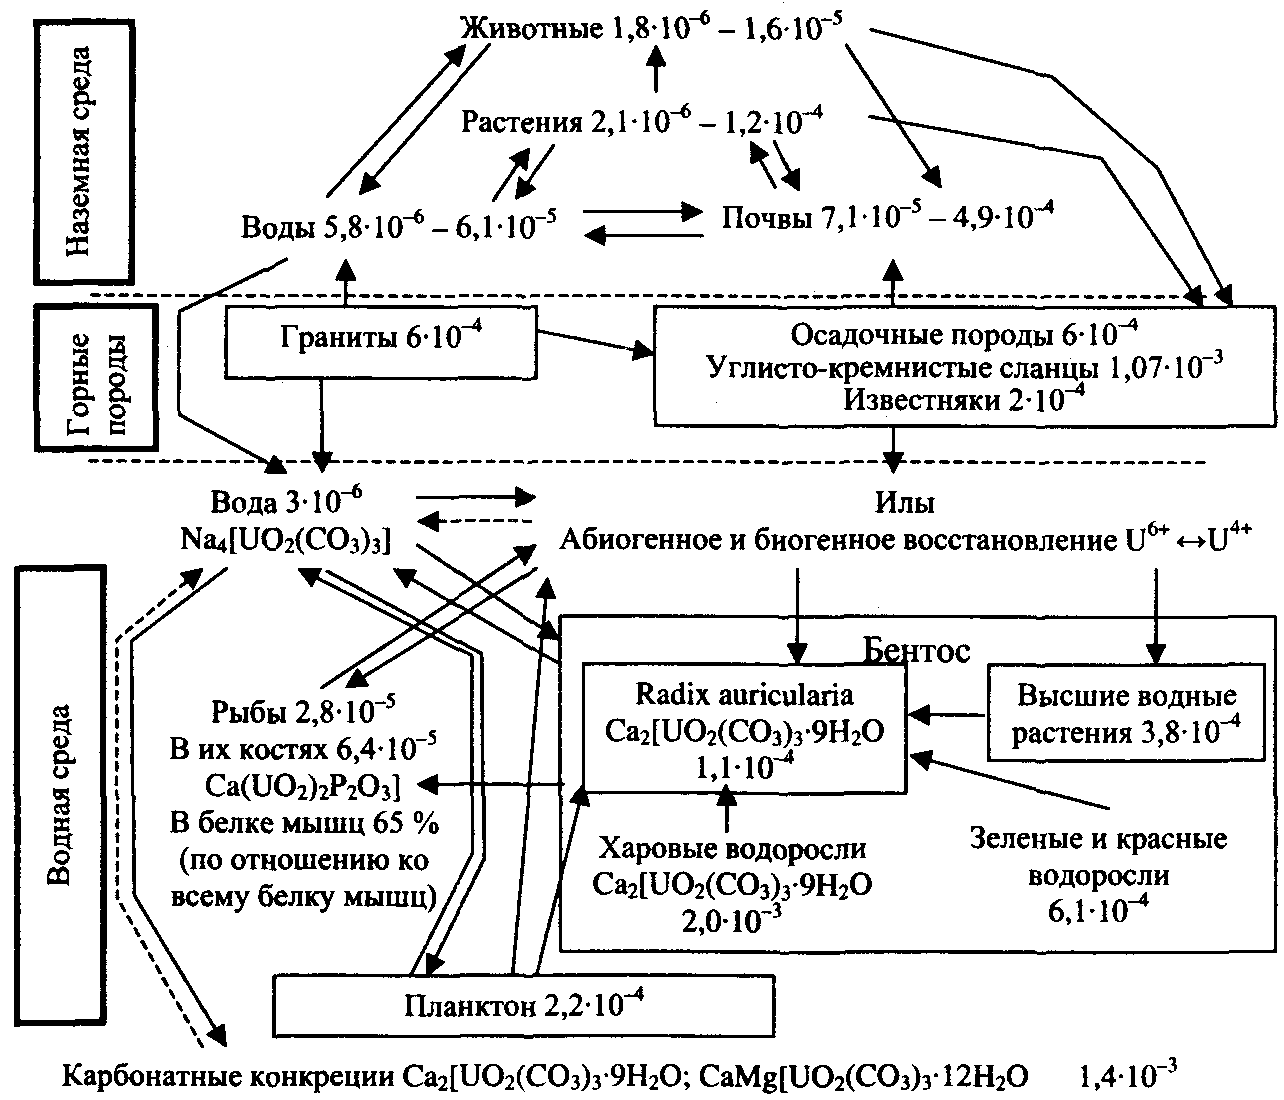 Наземная среда
Животные 1,8·10⁻⁶ – 1,6·10⁻⁵
Растения 2,1·10⁻⁶ – 1,2·10⁻⁴
Воды 5,8·10⁻⁶ – 6,1·10⁻⁵
Почвы 7,1·10⁻⁵ – 4,9·10⁻⁴
Горные
породы
Граниты 6·10⁻⁴
Осадочные породы 6·10⁻⁴
Углисто-кремнистые сланцы 1,07·10⁻³
Известняки 2·10⁻⁴
Водная среда
Вода 3·10⁻⁶
Na₄[UO₂(CO₃)₃]
Илы
Абиогенное и биогенное восстановление U⁶⁺ ↔U⁴⁺
Бентос
Radix auricularia
Ca₂[UO₂(CO₃)₃·9H₂O
1,1·10⁻⁴
Высшие водные
растения 3,8·10⁻⁴
Рыбы 2,8·10⁻⁵
В их костях 6,4·10⁻⁵
Ca(UO₂)₂P₂O₃]
В белке мышц 65 %
(по отношению ко
всему белку мышц)
Харовые водоросли
Ca₂[UO₂(CO₃)₃·9H₂O
2,0·10⁻³
Зеленые и красные
водоросли
6,1·10⁻⁴
Планктон 2,2·10⁻⁴
Карбонатные конкреции Ca₂[UO₂(CO₃)₃·9H₂O; CaMg[UO₂(CO₃)₃·12H₂O 1,4·10⁻³